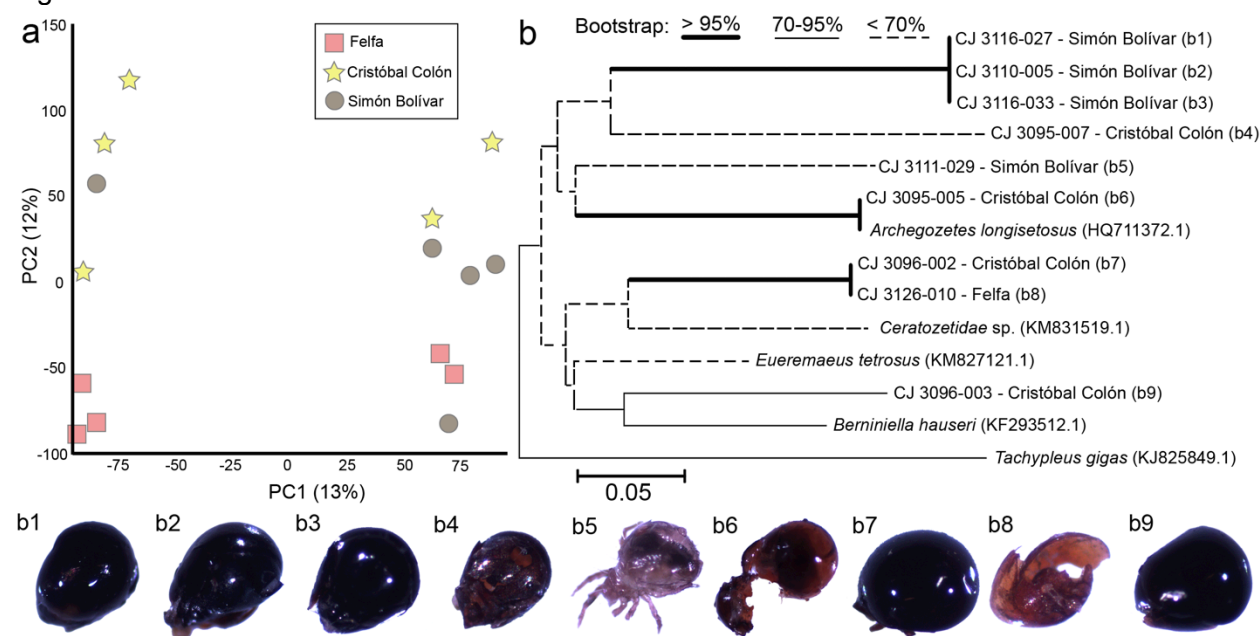 a
150
100
50
0
-50
-100
PC2 (12%)
-75
-50
-25
0
25
50
75
PC1 (13%)
Felfa
Cristóbal Colón
Simón Bolívar
b
Bootstrap: > 95% 70-95% < 70%
CJ 3116-027 - Simón Bolívar (b1)
CJ 3110-005 - Simón Bolívar (b2)
CJ 3116-033 - Simón Bolívar (b3)
CJ 3095-007 - Cristóbal Colón (b4)
CJ 3111-029 - Simón Bolívar (b5)
CJ 3095-005 - Cristóbal Colón (b6)
Archegozetes longisetosus (HQ711372.1)
CJ 3096-002 - Cristóbal Colón (b7)
CJ 3126-010 - Felfa (b8)
Ceratozetidae sp. (KM831519.1)
Eueremaeus tetrosus (KM827121.1)
CJ 3096-003 - Cristóbal Colón (b9)
Berniniella hauseri (KF293512.1)
Tachypleus gigas (KJ825849.1)
0.05
b1
b2
b3
b4
b5
b6
b7
b8
b9